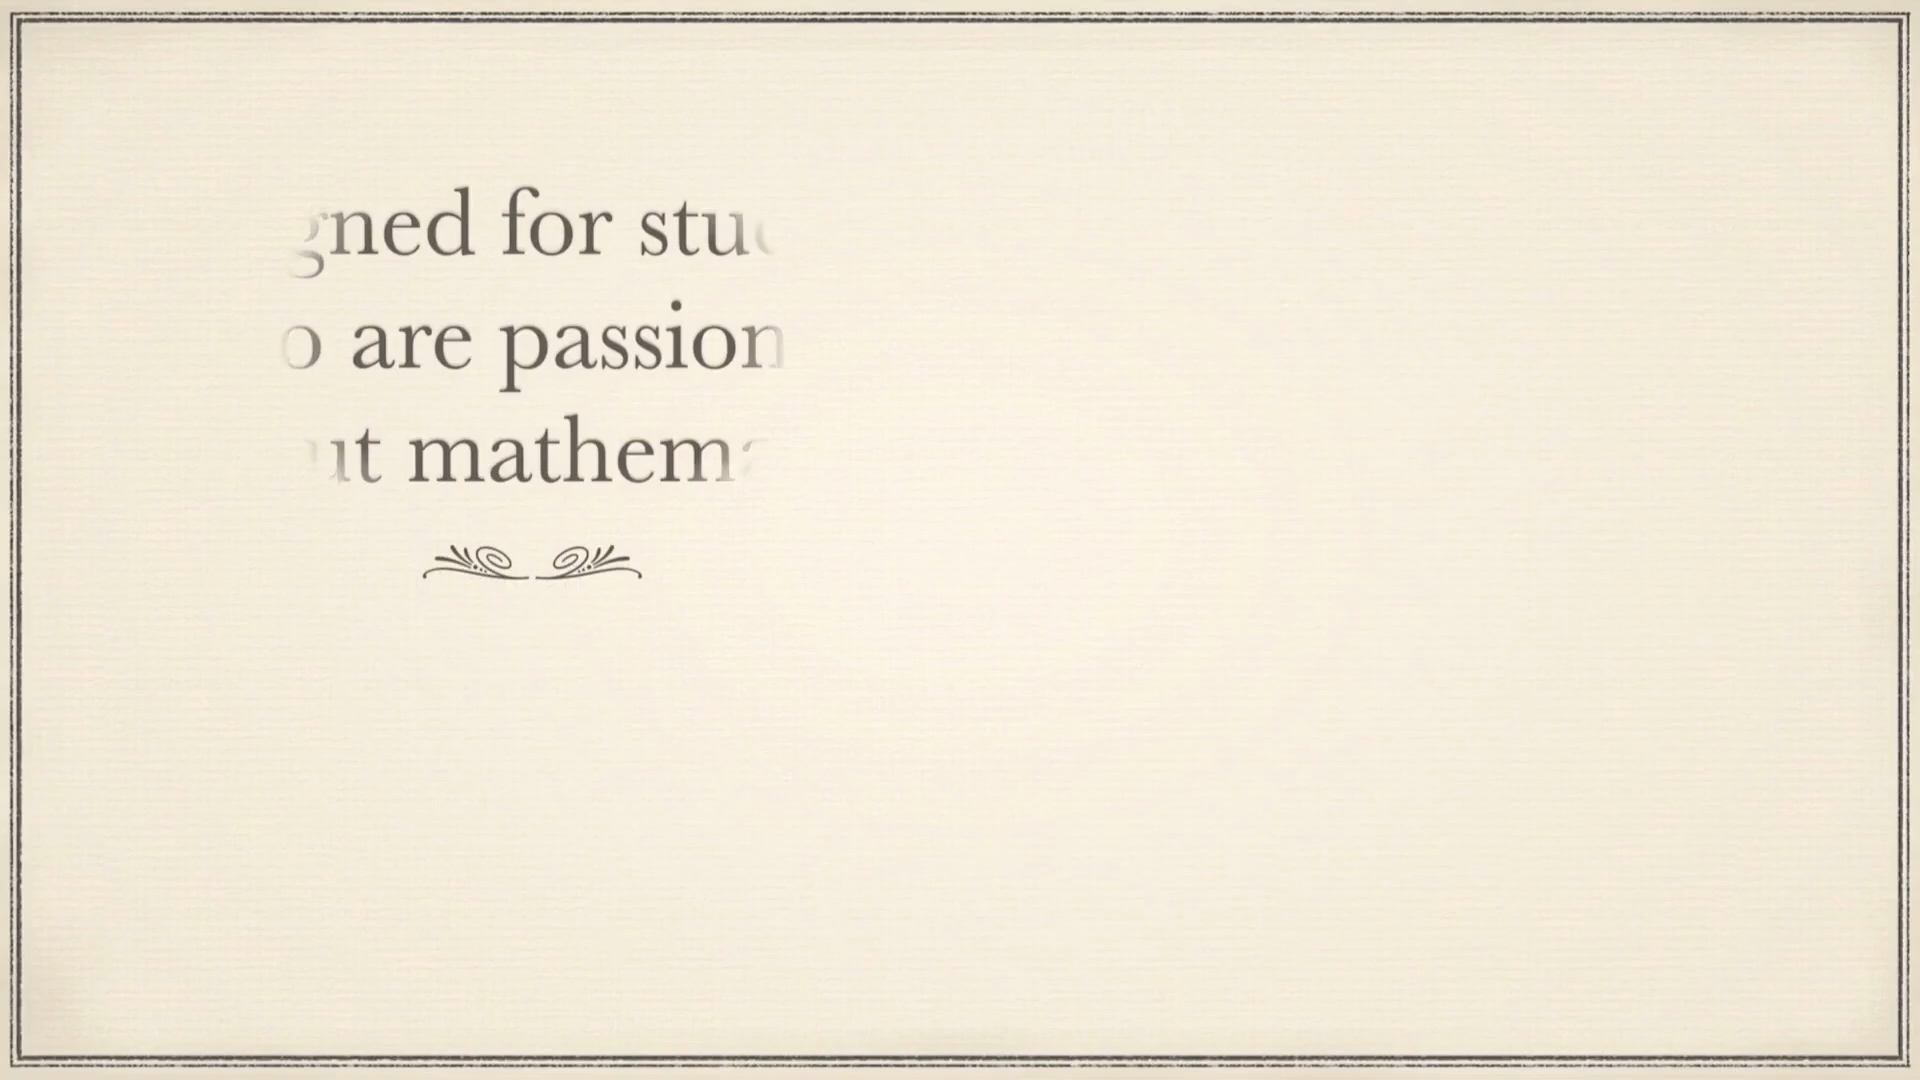 gned for stu
o are passion
ut mathem